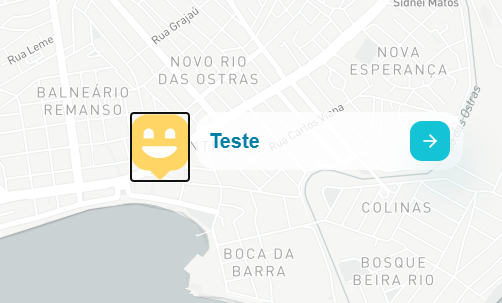 Sidnei Matos
Rua Grajaú
Rua Leme
NOVO RIO
DAS OSTRAS
NOVA
ESPERANÇA
BALNEÁRIO
REMANSO
Rua Carlos Viana
Teste
COLINAS
BOCA DA
BARRA
BOSQUE
BEIRA RIO